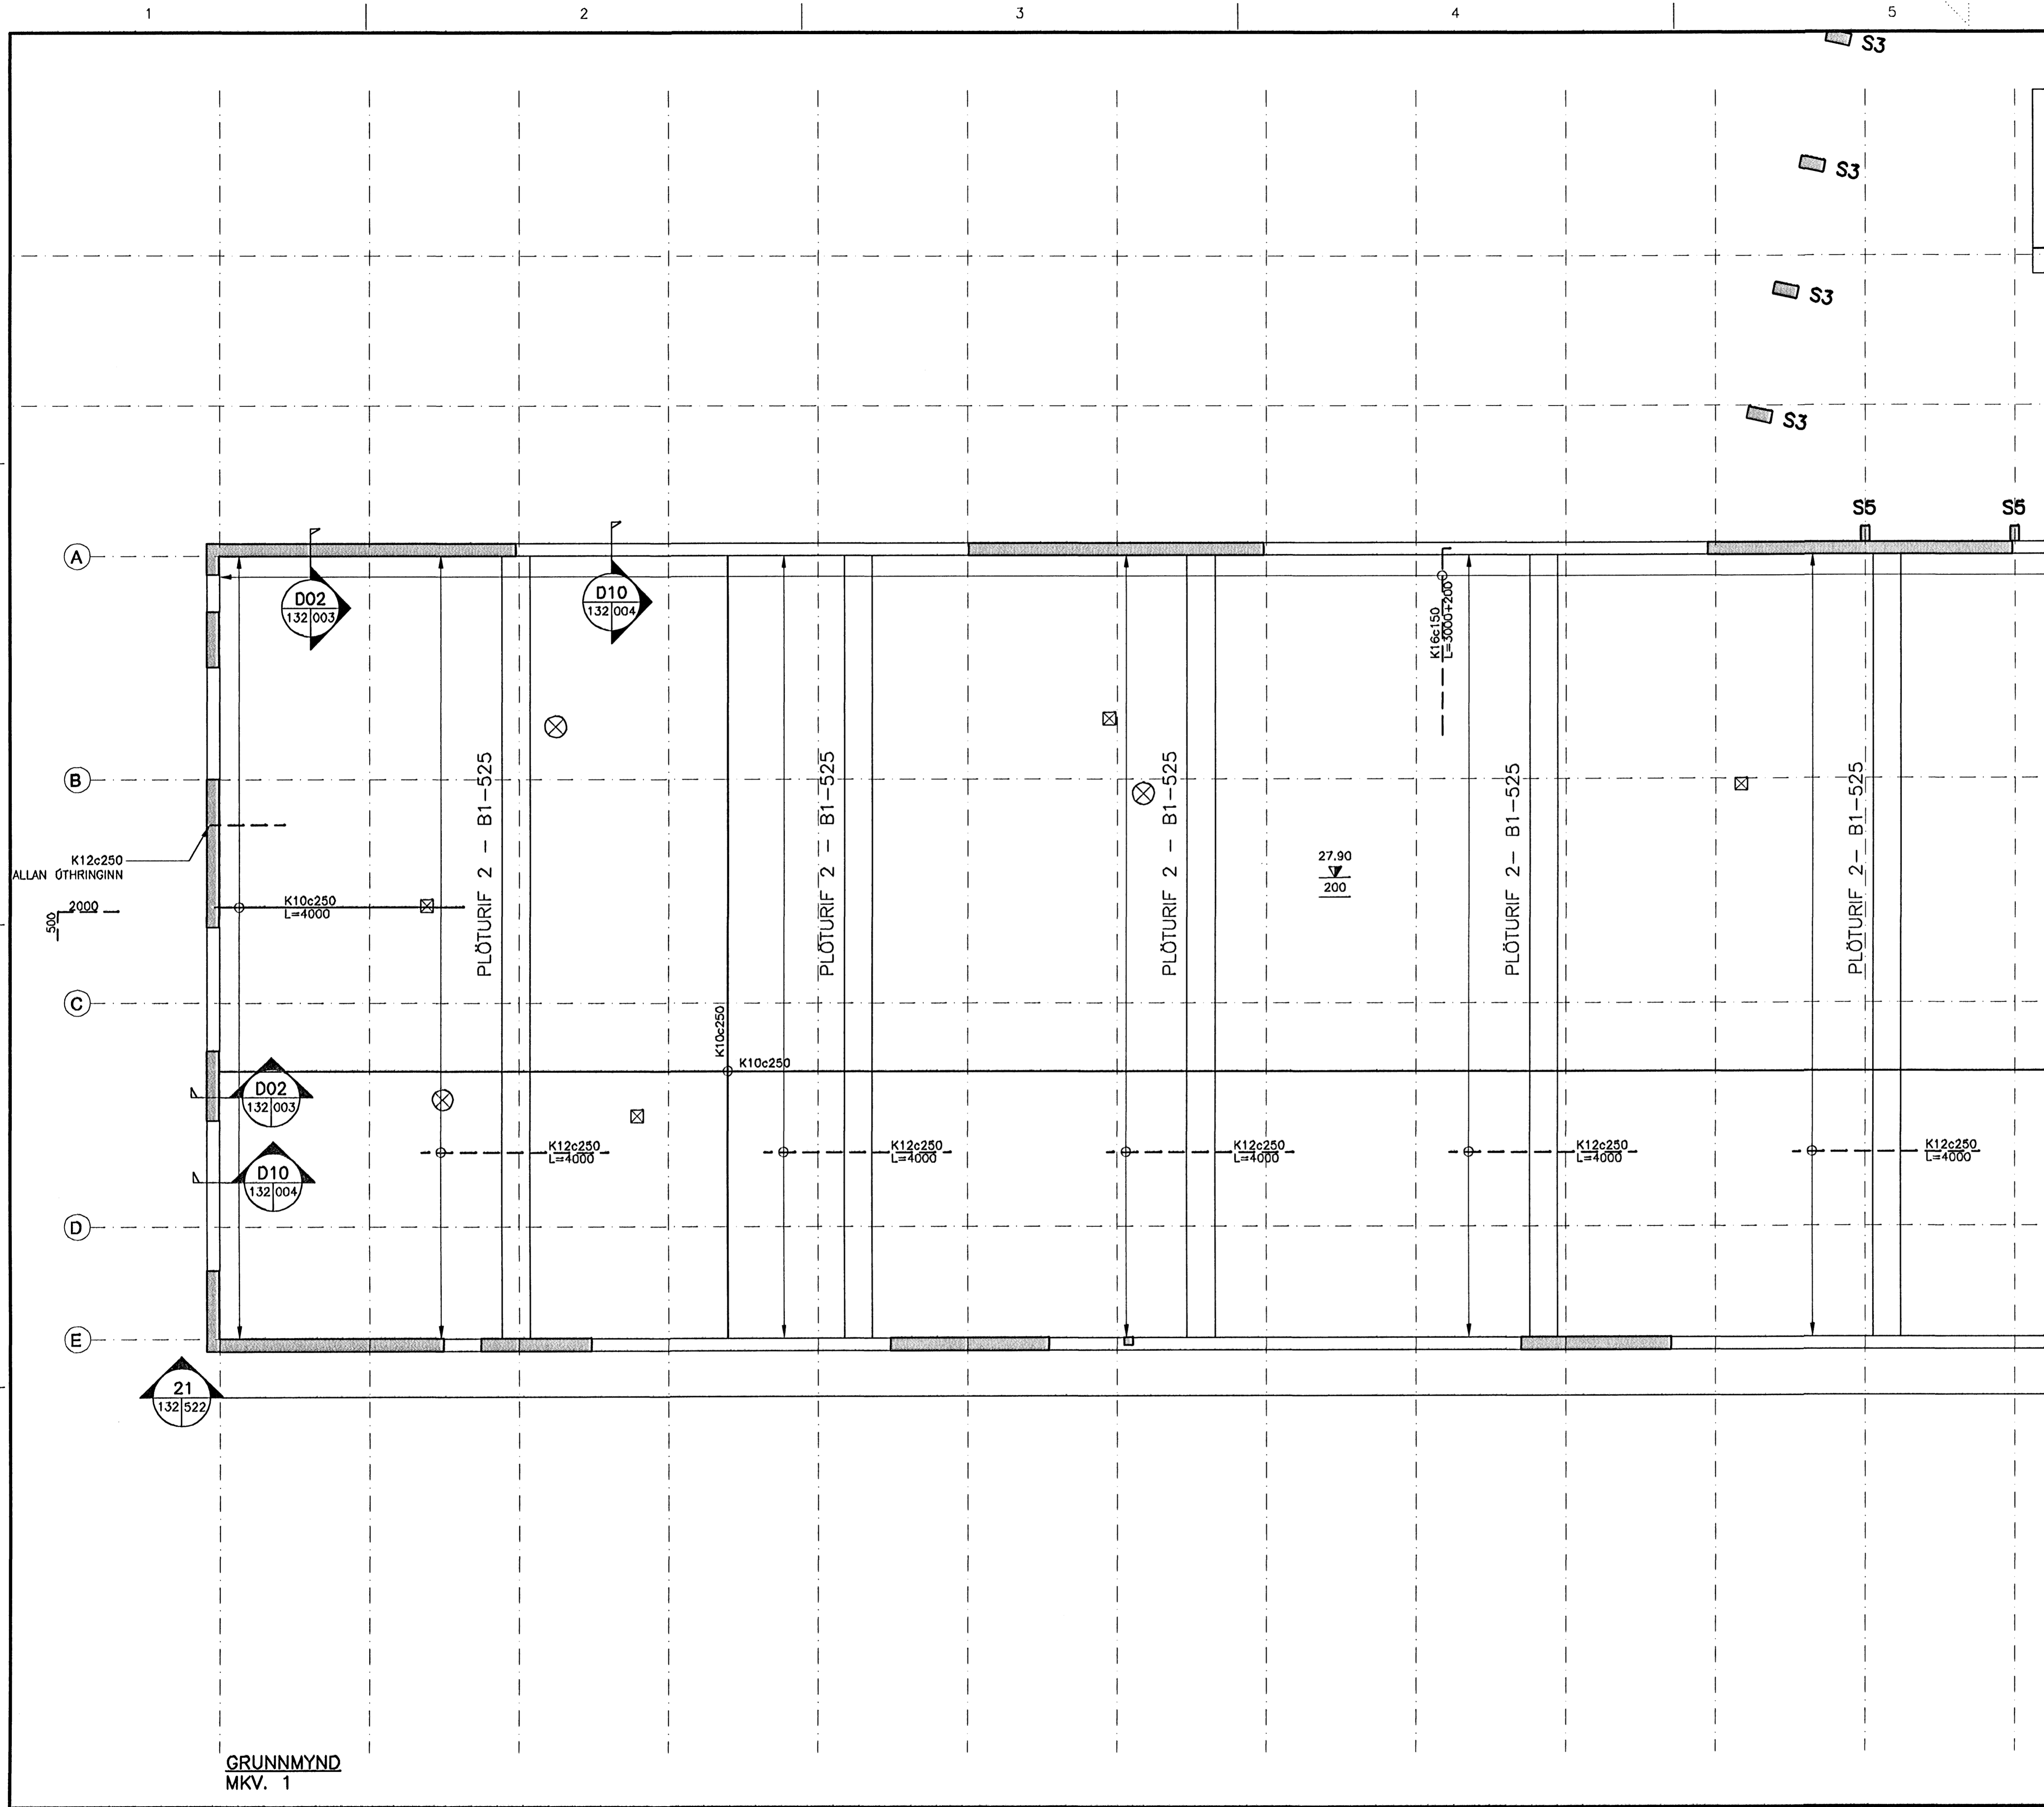 1 2 3 4 5
S3
S3
S3
S3
S5 S5
A
D02
132 003
D10
132 004
K16c150
L=3000+200
B
PLÖTURIF 2 - B1-525
PLÖTURIF 2 - B1-525
PLÖTURIF 2 - B1-525
PLÖTURIF 2- B1-525
PLÖTURIF 2- B1-525
27.90
200
K12c250
ALLAN ÚTHRINGINN
2000
500
K10c250
L=4000
C
K10c250
K10c250
D02
132 003
K12c250
L=4000
K12c250
L=4000
K12c250
L=4000
K12c250
L=4000
K12c250
L=4000
D10
132 004
D
E
21
132 522
GRUNNMYND
MKV. 1